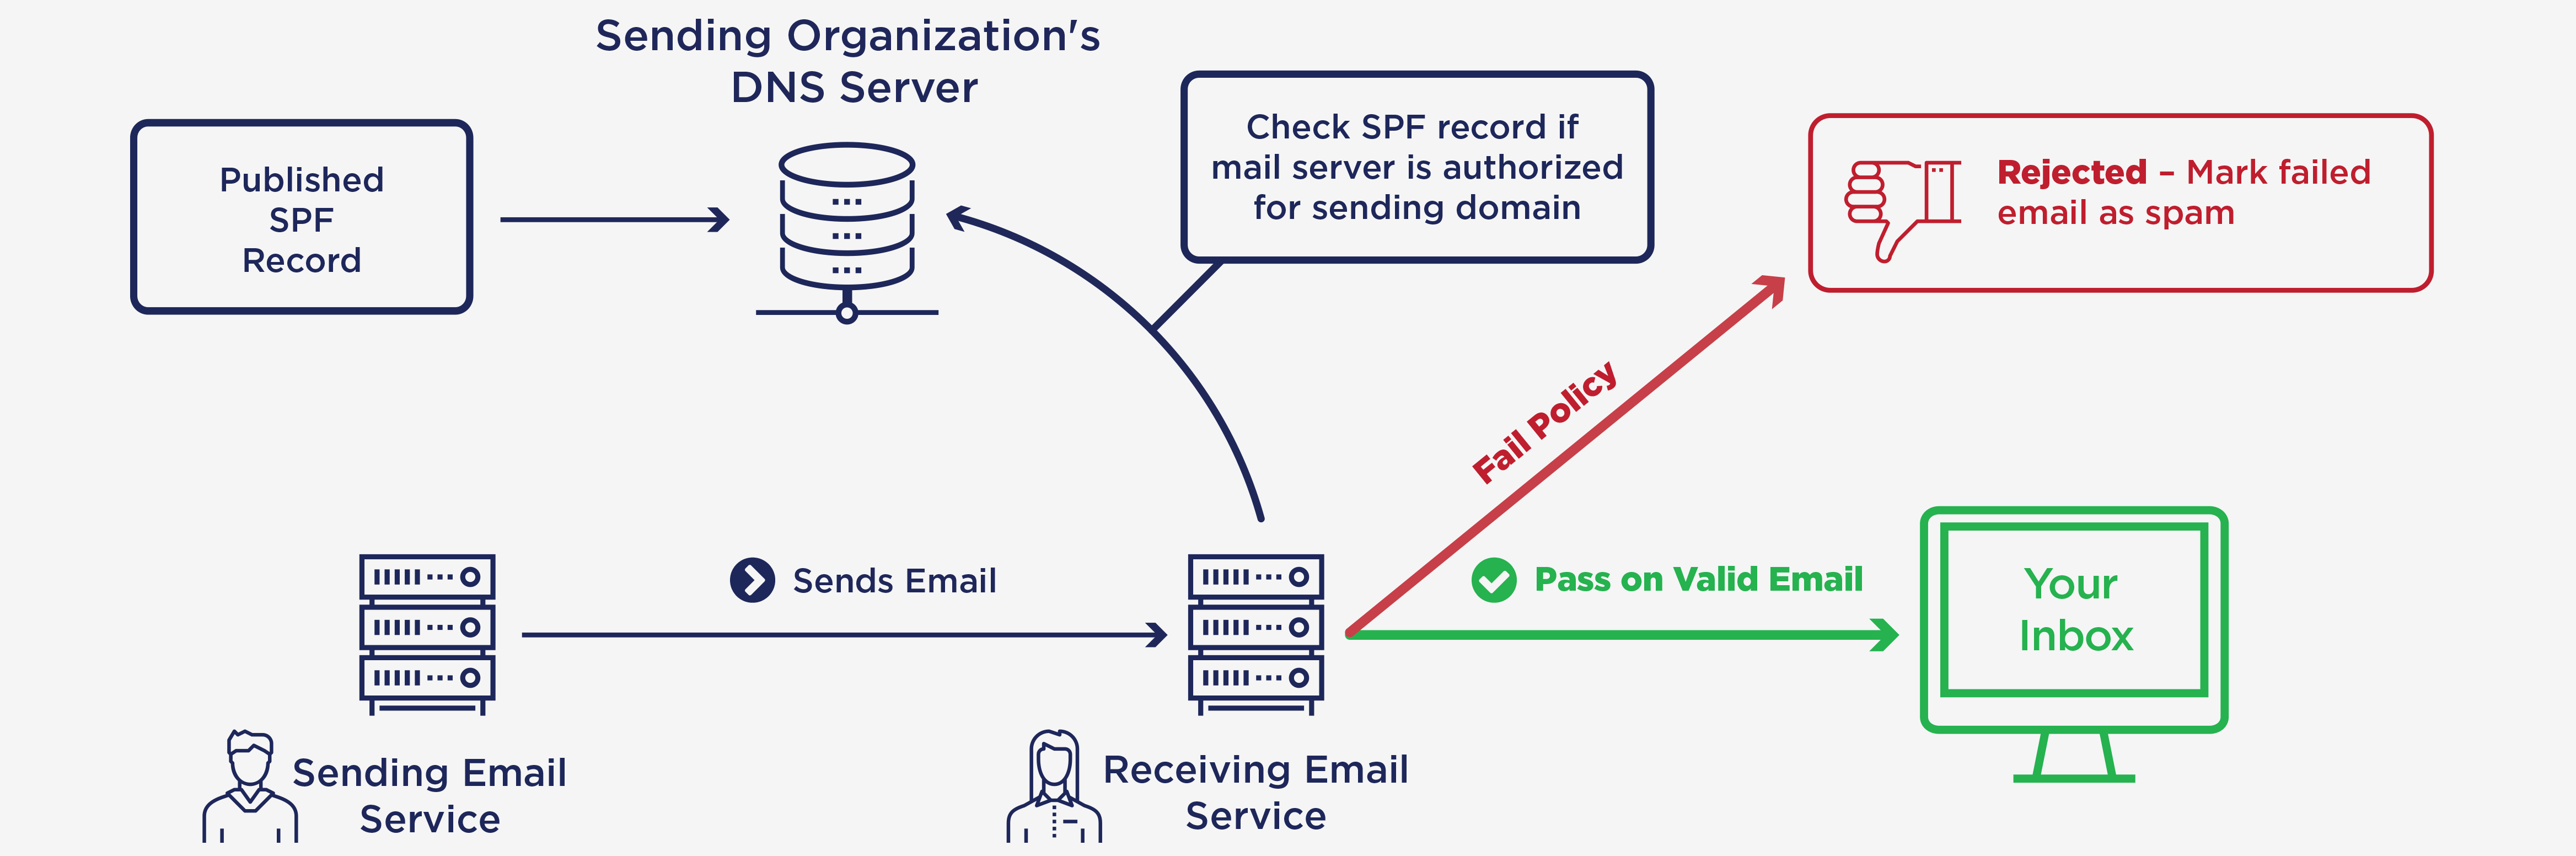 Sending Organization's
DNS Server
Published
SPF
Record
Check SPF record if
mail server is authorized
for sending domain
Rejected – Mark failed
email as spam
Fail Policy
Sends Email
Pass on Valid Email
Your
Inbox
Sending Email
Service
Receiving Email
Service